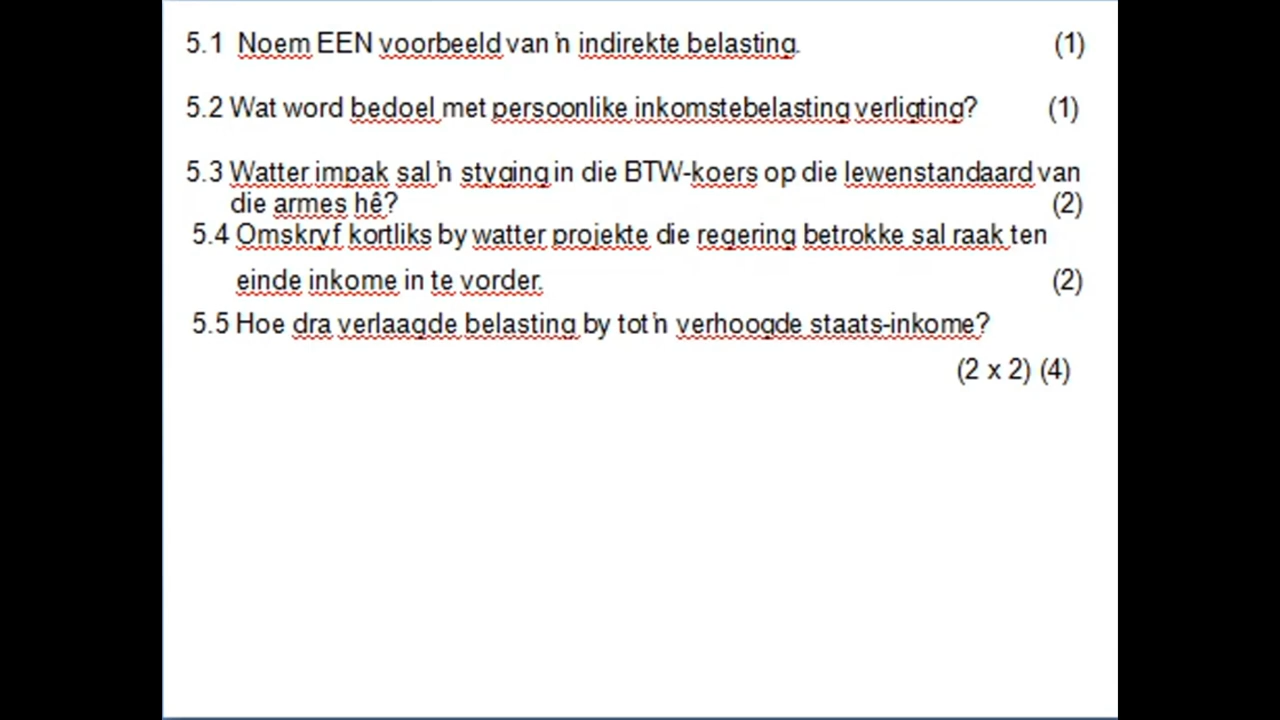 5.1 Noem EEN voorbeeld van 'n indirekte belasting. (1)
5.2 Wat word bedoel met persoonlike inkomstebelasting verligting? (1)
5.3 Watter impak sal 'n styging in die BTW-koers op die lewenstandaard van
die armes hê? (2)
5.4 Omskryf kortliks by watter projekte die regering betrokke sal raak ten
einde inkome in te vorder. (2)
5.5 Hoe dra verlaagde belasting by tot 'n verhoogde staats-inkome?
(2 x 2) (4)